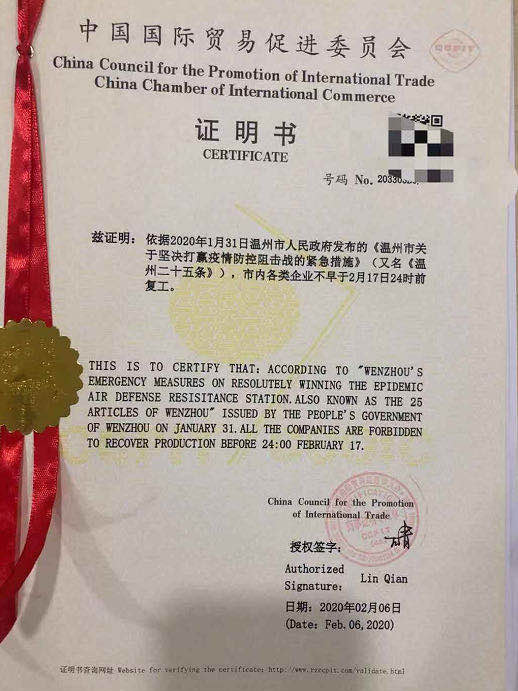 中国国际贸易促进委员会
CCPIT
China Council for the Promotion of International Trade
China Chamber of International Commerce
证明书
CERTIFICATE
号码 No.
兹证明：依据2020年1月31日温州市人民政府发布的《温州市关
于坚决打赢疫情防控阻击战的紧急措施》（又名《温
州二十五条》），市内各类企业不早于2月17日24时前
复工。
THIS IS TO CERTIFY THAT: ACCORDING TO "WENZHOU'S
EMERGENCY MEASURES ON RESOLUTELY WINNING THE EPIDEMIC
AIR DEFENSE RESISITANCE STATION.ALSO KNOWN AS THE 25
ARTICLES OF WENZHOU" ISSUED BY THE PEOPLE'S GOVERNMENT
OF WENZHOU ON JANUARY 31.ALL THE COMPANIES ARE FORBIDDEN
TO RECOVER PRODUCTION BEFORE 24:00 FEBRUARY 17.
China Council for the Promotion
of International Trade
授权签字：
Authorized
Signature:
Lin Qian
日期：2020年02月06日
(Date: Feb.06,2020)
证明书查询网址 Website for verifying the certificate: http://www.rzccpit.com/validate.html